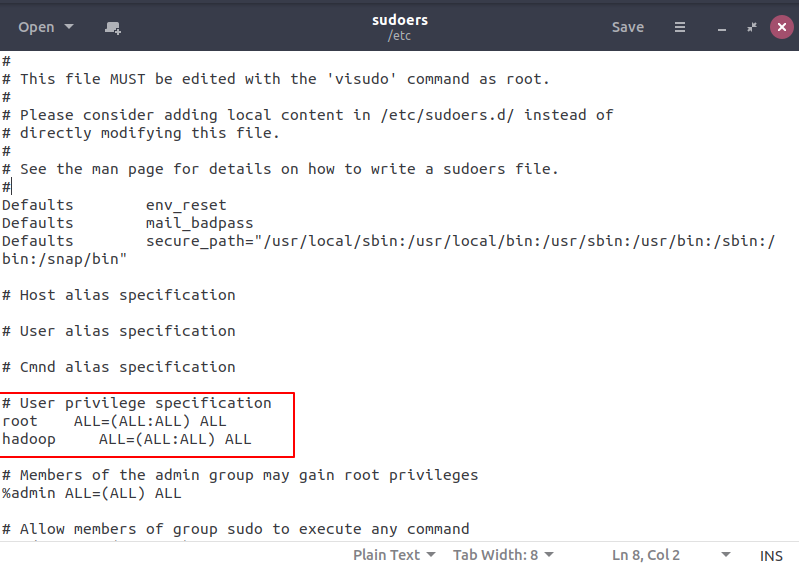 Open
sudoers
/etc
Save
#
# This file MUST be edited with the 'visudo' command as root.
#
# Please consider adding local content in /etc/sudoers.d/ instead of
# directly modifying this file.
#
# See the man page for details on how to write a sudoers file.
#
Defaults        env_reset
Defaults        mail_badpass
Defaults        secure_path="/usr/local/sbin:/usr/local/bin:/usr/sbin:/usr/bin:/sbin:/
bin:/snap/bin"
# Host alias specification
# User alias specification
# Cmnd alias specification
# User privilege specification
root    ALL=(ALL:ALL) ALL
hadoop     ALL=(ALL:ALL) ALL
# Members of the admin group may gain root privileges
%admin ALL=(ALL) ALL
# Allow members of group sudo to execute any command
Plain Text
Tab Width: 8
Ln 8, Col 2
INS